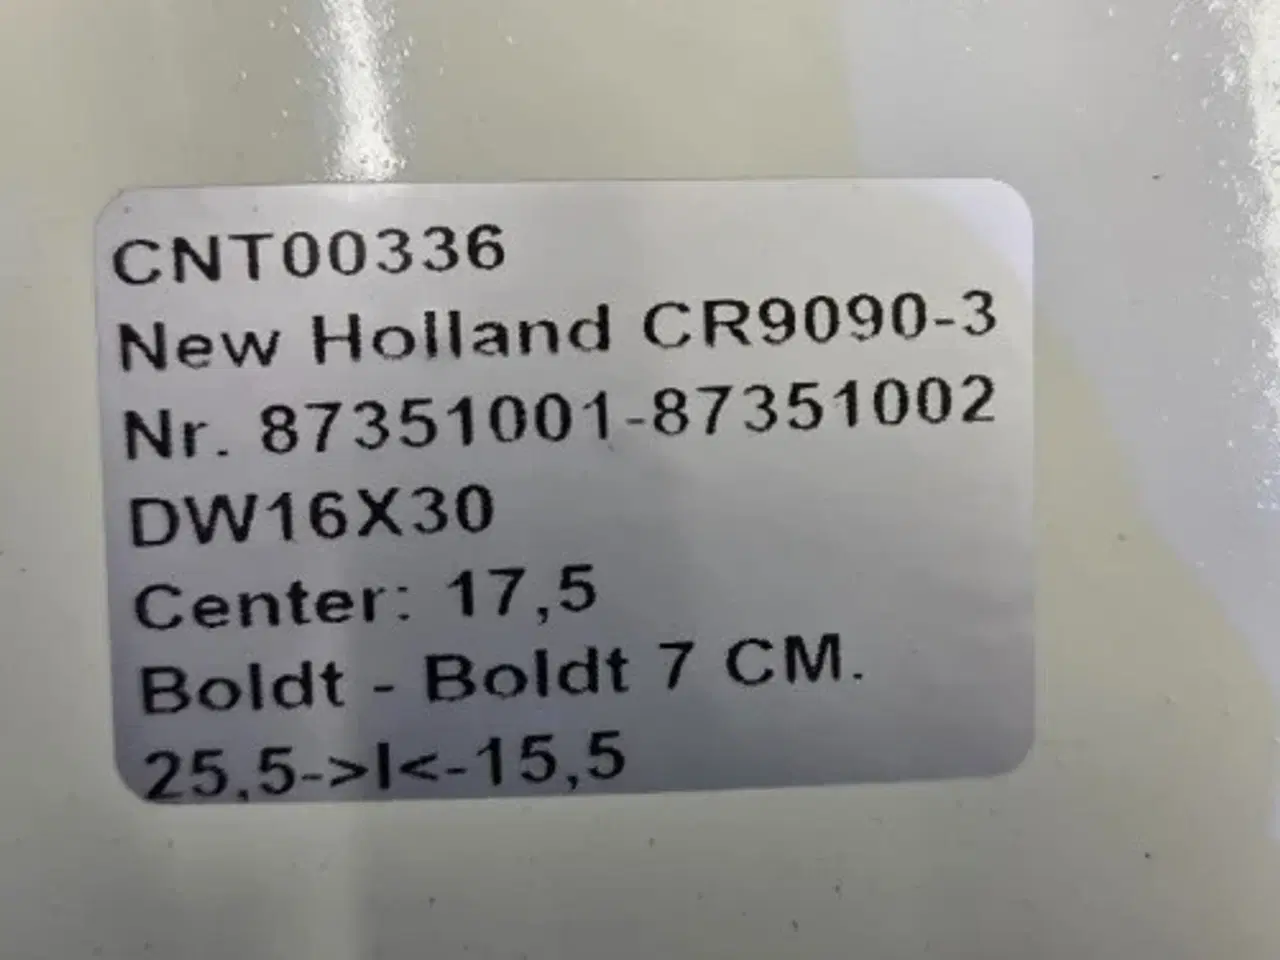 CNT00336
New Holland CR9090-3
Nr. 87351001-87351002
DW16X30
Center: 17,5
Boldt - Boldt 7 CM.
25,5->I<-15,5